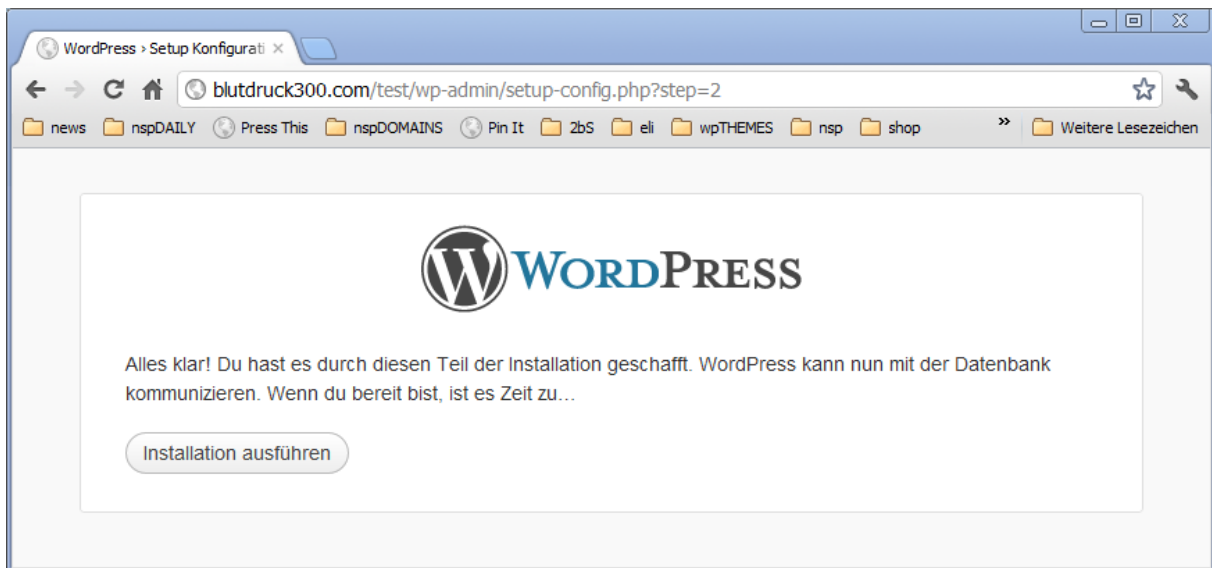 WordPress › Setup Konfigurati
blutdruck300.com/test/wp-admin/setup-config.php?step=2
news nspDAILY Press This nspDOMAINS Pin It 2bS eli wpTHEMES nsp shop » Weitere Lesezeichen
WORDPRESS
Alles klar! Du hast es durch diesen Teil der Installation geschafft. WordPress kann nun mit der Datenbank
kommunizieren. Wenn du bereit bist, ist es Zeit zu…
Installation ausführen